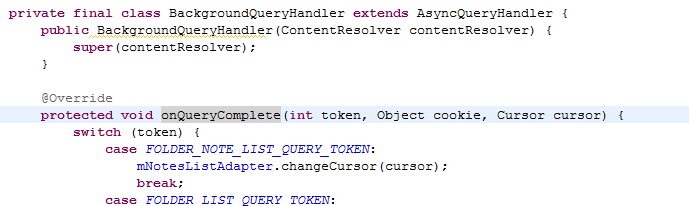 private final class BackgroundQueryHandler extends AsyncQueryHandler {
public BackgroundQueryHandler(ContentResolver contentResolver) {
super(contentResolver);
}
@Override
protected void onQueryComplete(int token, Object cookie, Cursor cursor) {
switch (token) {
case FOLDER_NOTE_LIST_QUERY_TOKEN:
mNotesListAdapter.changeCursor(cursor);
break;
case FOLDER_LIST_QUERY_TOKEN: